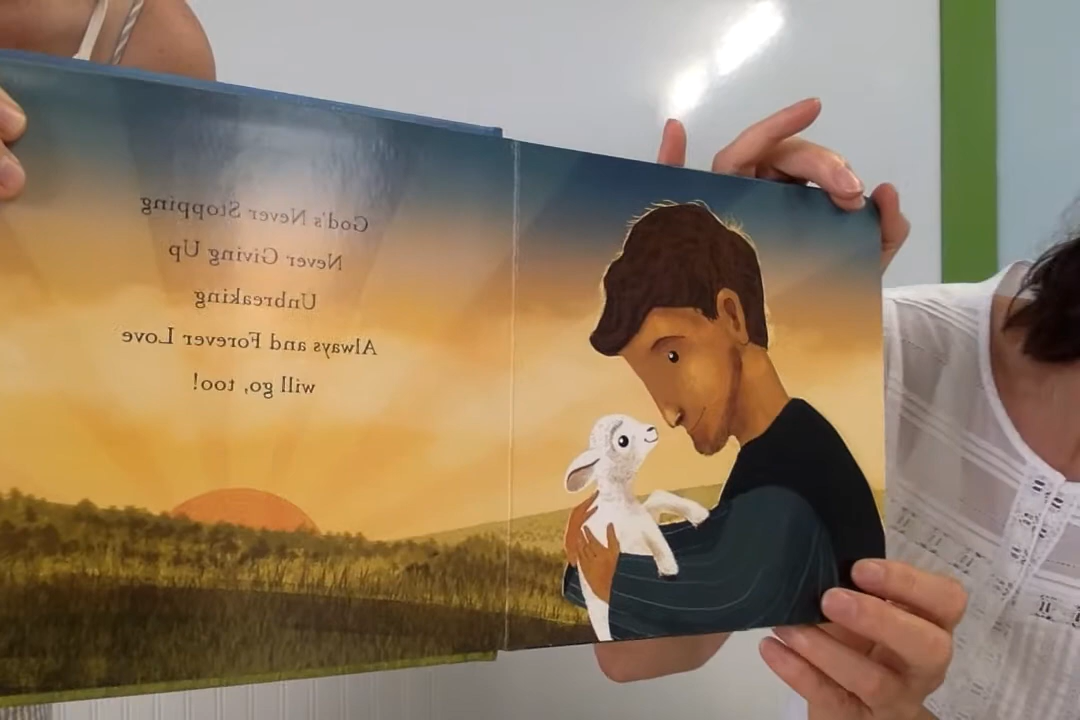 God's Never Stopping
Never Giving Up
Unbreaking
Always and Forever Love
will go, too!